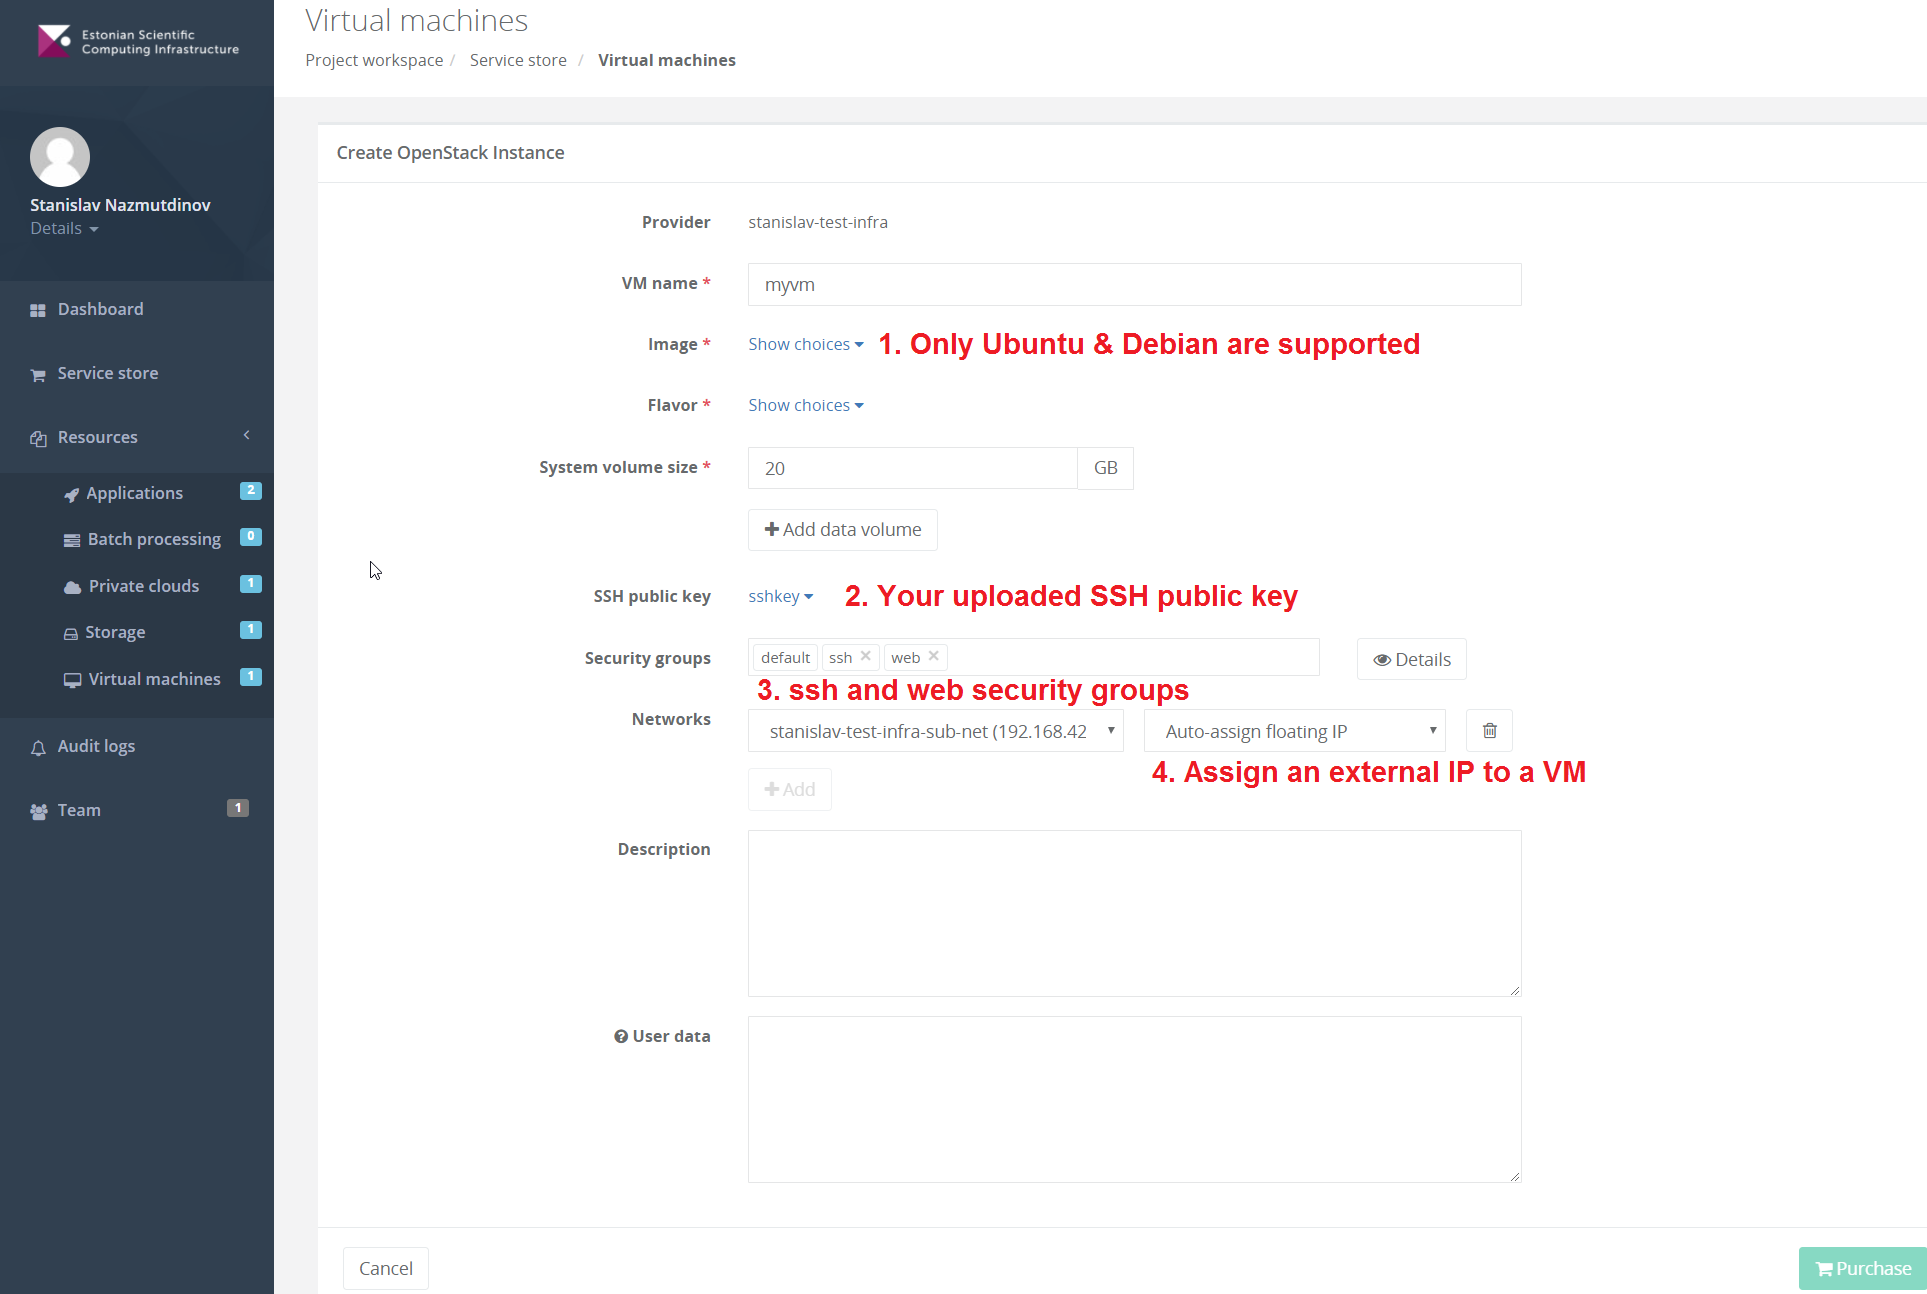 Estonian Scientific
Computing Infrastructure
Stanislav Nazmutdinov
Details
Dashboard
Service store
Resources
Applications 2
Batch processing 0
Private clouds 1
Storage 1
Virtual machines 1
Audit logs
Team 1
Virtual machines
Project workspace / Service store / Virtual machines
Create OpenStack Instance
Provider stanislav-test-infra
VM name * myvm
Image * Show choices 1. Only Ubuntu & Debian are supported
Flavor * Show choices
System volume size * 20 GB
Add data volume
SSH public key sshkey 2. Your uploaded SSH public key
Security groups default ssh × web × Details
3. ssh and web security groups
Networks stanislav-test-infra-sub-net (192.168.42 Auto-assign floating IP
4. Assign an external IP to a VM
Add
Description
User data
Cancel Purchase